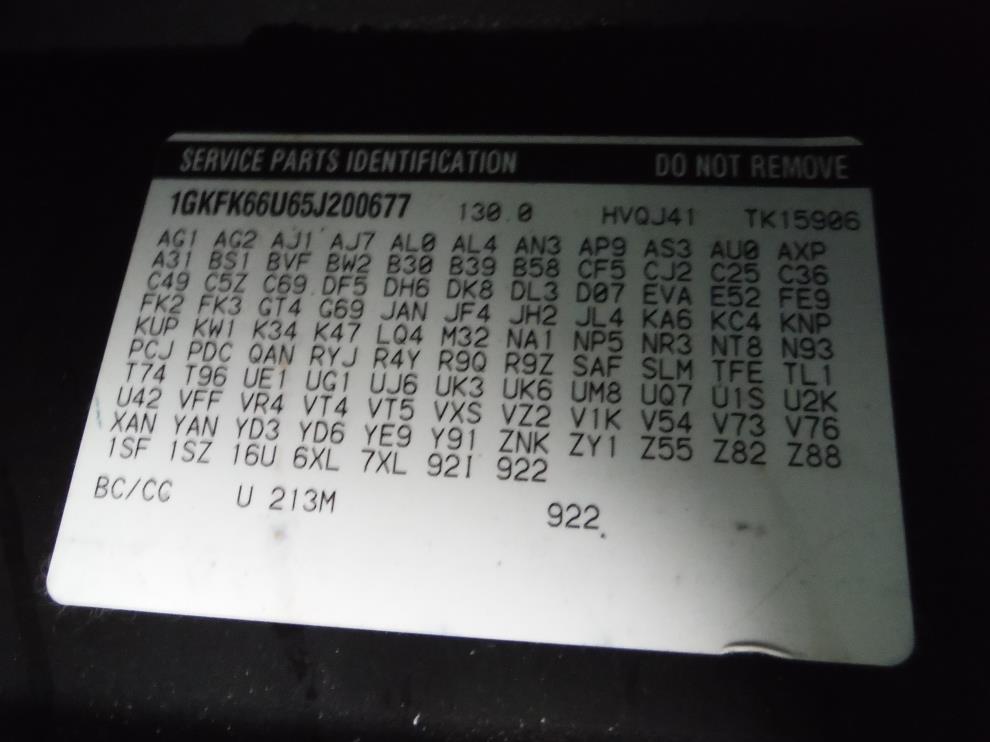 SERVICE PARTS IDENTIFICATION DO NOT REMOVE
1GKFK66U65J200677 130.0 HVQJ41 TK15906
AG1 AG2 AJ1 AJ7 AL0 AL4 AN3 AP9 AS3 AU0 AXP
A31 BS1 BVF BW2 B30 B39 B58 CF5 CJ2 C25 C36
C49 C5Z C69 DF5 DH6 DK8 DL3 D07 EVA E52 FE9
FK2 FK3 GT4 G69 JAN JF4 JH2 JL4 KA6 KC4 KNP
KUP KW1 K34 K47 LQ4 M32 NA1 NP5 NR3 NT8 N93
PCJ PDC QAN RYJ R4Y R9Q R9Z SAF SLM TFE TL1
T74 T96 UE1 UG1 UJ6 UK3 UK6 UM8 UQ7 U1S U2K
U42 VFF VR4 VT4 VT5 VXS VZ2 V1K V54 V73 V76
XAN YAN YD3 YD6 YE9 Y91 ZNK ZY1 Z55 Z82 Z88
1SF 1SZ 16U 6XL 7XL 921 922
BC/CC U 213M 922